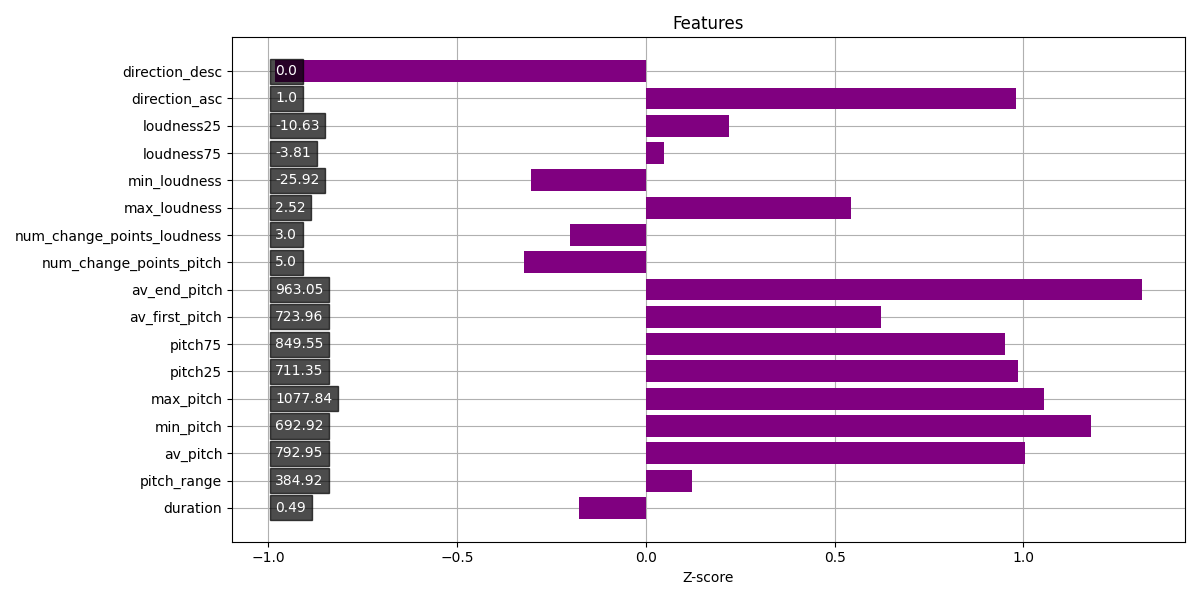 Features
direction_desc 0.0
direction_asc 1.0
loudness25 -10.63
loudness75 -3.81
min_loudness -25.92
max_loudness 2.52
num_change_points_loudness 3.0
num_change_points_pitch 5.0
av_end_pitch 963.05
av_first_pitch 723.96
pitch75 849.55
pitch25 711.35
max_pitch 1077.84
min_pitch 692.92
av_pitch 792.95
pitch_range 384.92
duration 0.49
−1.0 −0.5 0.0 0.5 1.0
Z-score